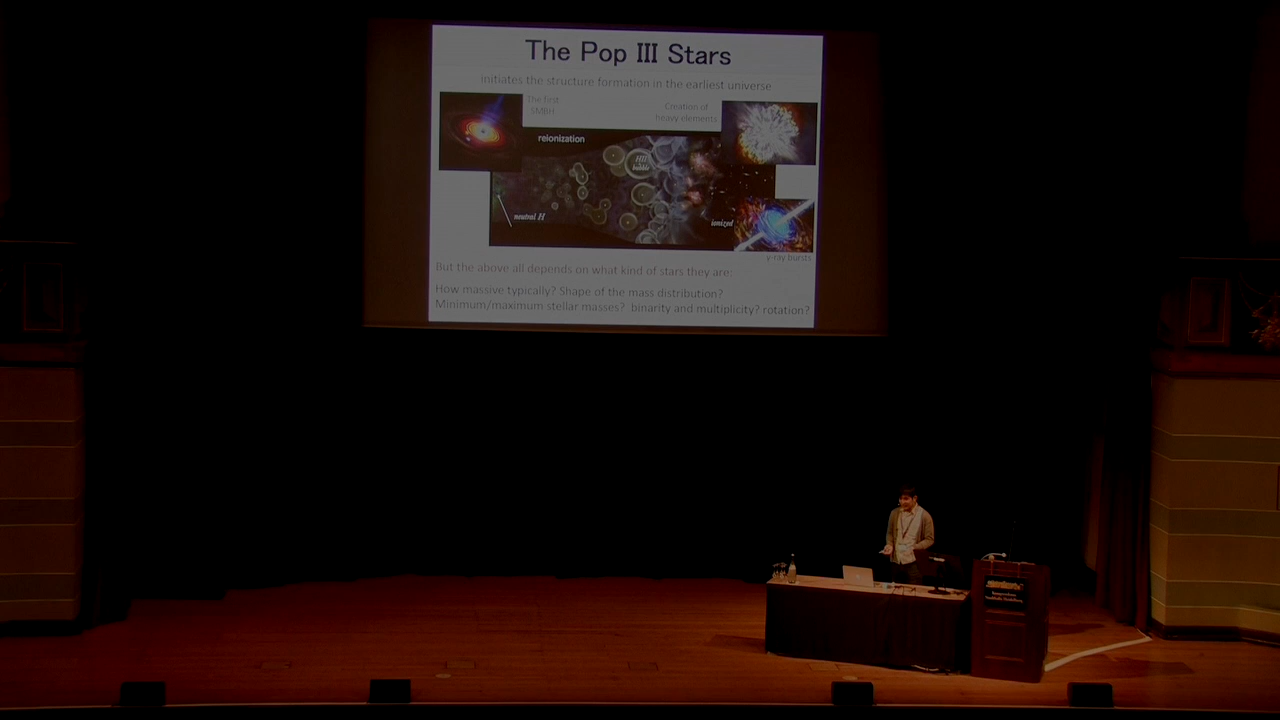 The Pop III Stars
initiates the structure formation in the earliest universe
The first
SMBH
Creation of
heavy elements
reionization
HII
bubble
neutral H
ionized
γ-ray bursts
But the above all depends on what kind of stars they are:
How massive typically? Shape of the mass distribution?
Minimum/maximum stellar masses? binarity and multiplicity? rotation?